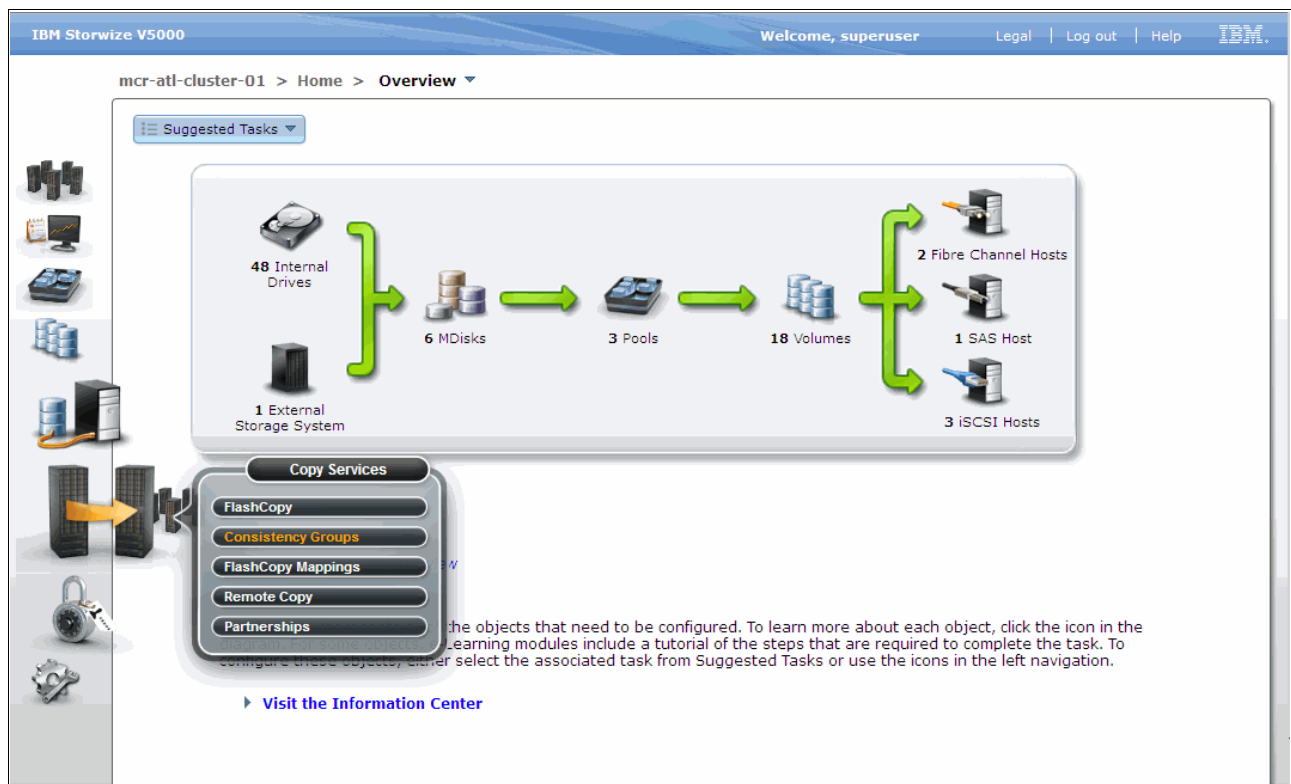 IBM Storwize V5000
Welcome, superuser
Legal | Log out | Help
IBM.
mcr-atl-cluster-01 > Home > Overview
Suggested Tasks
48 Internal
Drives
1 External
Storage System
6 MDisks
3 Pools
18 Volumes
2 Fibre Channel Hosts
1 SAS Host
3 iSCSI Hosts
Copy Services
FlashCopy
Consistency Groups
FlashCopy Mappings
Remote Copy
Partnerships
the objects that need to be configured. To learn more about each object, click the icon in the
diagram. For some objects, eLearning modules include a tutorial of the steps that are required to complete the task. To
configure these objects, either select the associated task from Suggested Tasks or use the icons in the left navigation.
Visit the Information Center